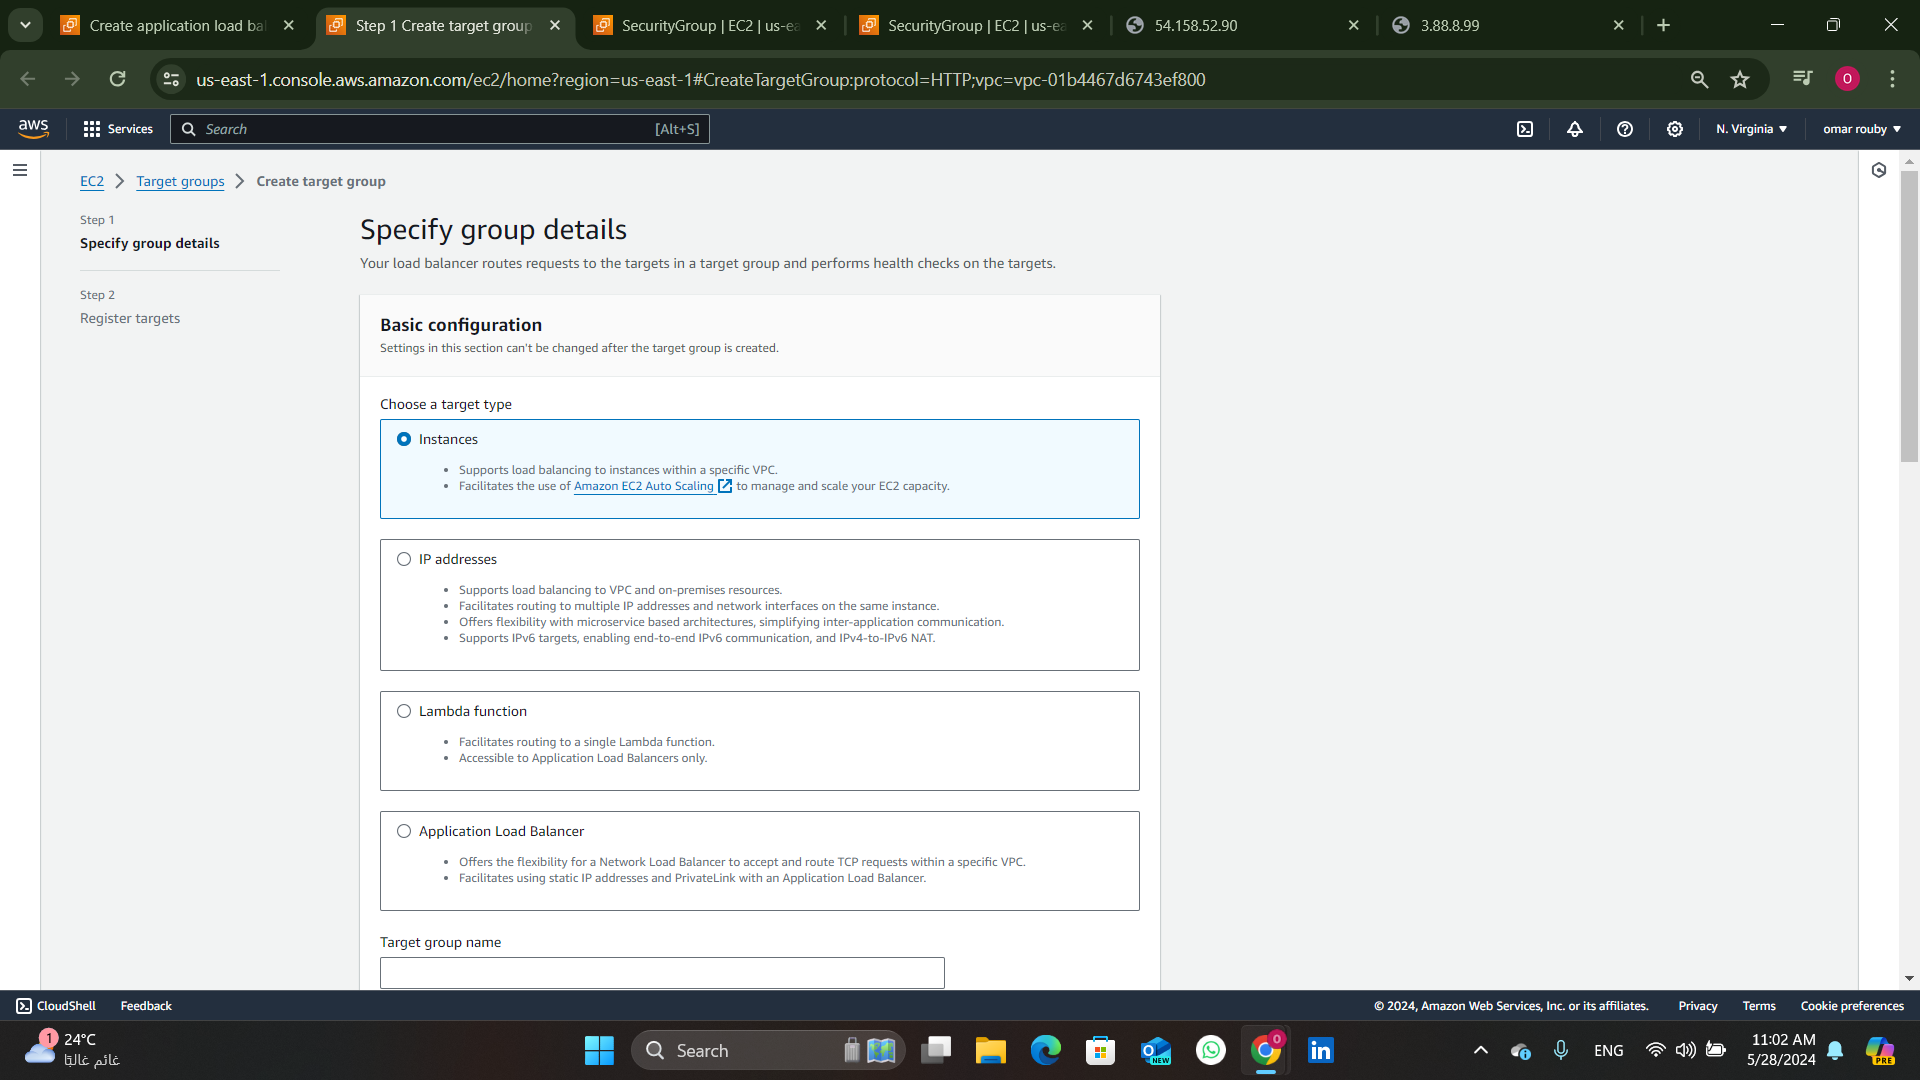 Create application load bal
Step 1 Create target group
SecurityGroup | EC2 | us-ea
SecurityGroup | EC2 | us-ea
54.158.52.90
3.88.8.99
us-east-1.console.aws.amazon.com/ec2/home?region=us-east-1#CreateTargetGroup:protocol=HTTP;vpc=vpc-01b4467d6743ef800
O
aws
Services
Search
[Alt+S]
N. Virginia
omar rouby
EC2
Target groups
Create target group
Step 1
Specify group details
Step 2
Register targets
Specify group details
Your load balancer routes requests to the targets in a target group and performs health checks on the targets.
Basic configuration
Settings in this section can't be changed after the target group is created.
Choose a target type
Instances
Supports load balancing to instances within a specific VPC.
Facilitates the use of Amazon EC2 Auto Scaling to manage and scale your EC2 capacity.
IP addresses
Supports load balancing to VPC and on-premises resources.
Facilitates routing to multiple IP addresses and network interfaces on the same instance.
Offers flexibility with microservice based architectures, simplifying inter-application communication.
Supports IPv6 targets, enabling end-to-end IPv6 communication, and IPv4-to-IPv6 NAT.
Lambda function
Facilitates routing to a single Lambda function.
Accessible to Application Load Balancers only.
Application Load Balancer
Offers the flexibility for a Network Load Balancer to accept and route TCP requests within a specific VPC.
Facilitates using static IP addresses and PrivateLink with an Application Load Balancer.
Target group name
CloudShell
Feedback
© 2024, Amazon Web Services, Inc. or its affiliates.
Privacy
Terms
Cookie preferences
1
24°C
غائم غالبًا
Search
NEW
O
in
ENG
11:02 AM
5/28/2024
PRE